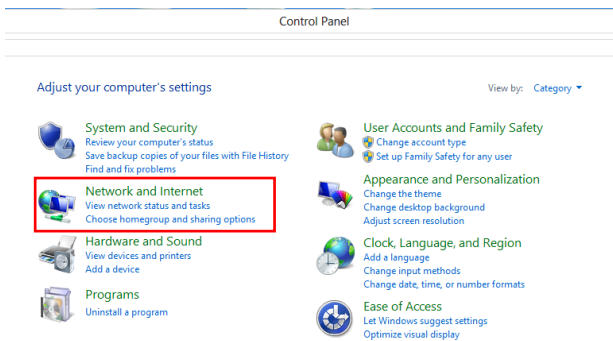 Control Panel
Adjust your computer's settings
View by: Category
System and Security
Review your computer's status
Save backup copies of your files with File History
Find and fix problems
Network and Internet
View network status and tasks
Choose homegroup and sharing options
Hardware and Sound
View devices and printers
Add a device
Programs
Uninstall a program
User Accounts and Family Safety
Change account type
Set up Family Safety for any user
Appearance and Personalization
Change the theme
Change desktop background
Adjust screen resolution
Clock, Language, and Region
Add a language
Change input methods
Change date, time, or number formats
Ease of Access
Let Windows suggest settings
Optimize visual display